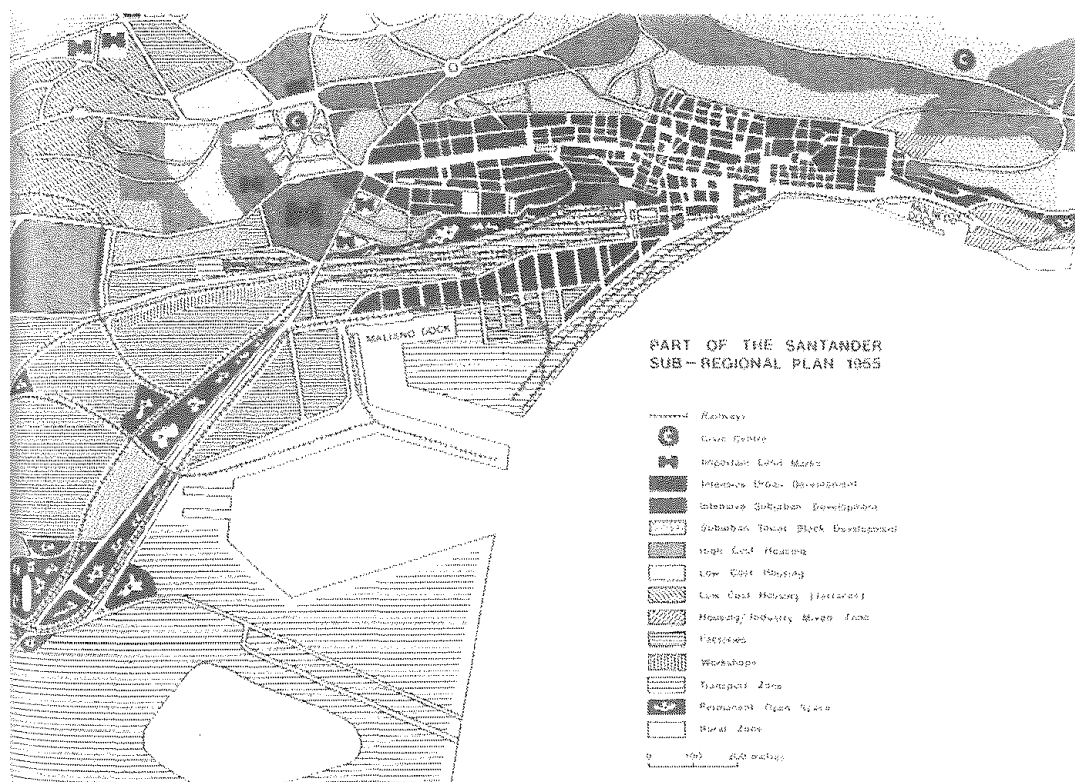 MALIENO DOCK
PART OF THE SANTANDER
SUB-REGIONAL PLAN 1955
Railways
Civic Centre
Important Land Marks
Intensive Urban Development
Intensive Suburban Development
Suburban Tower Block Development
High Cost Housing
Low Cost Housing
Low Cost Housing (Terraces)
Housing/Industry Mixed Zone
Factories
Workshops
Transport Zone
Permanent Open Space
Rural Zone
0